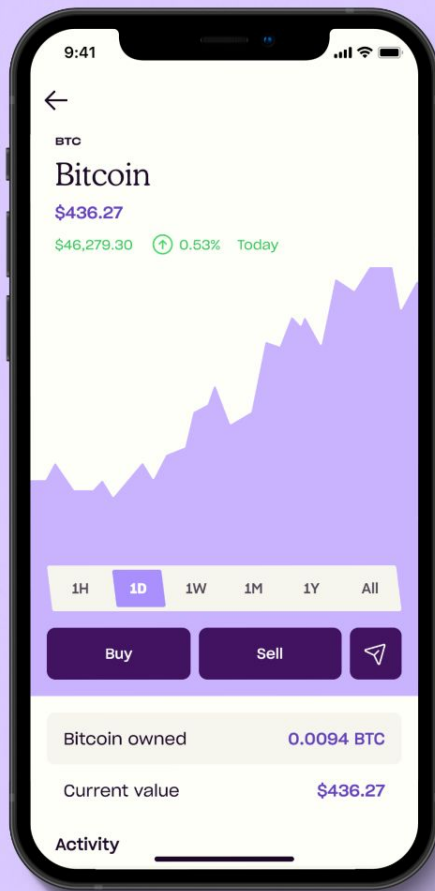 9:41
BTC
Bitcoin
$436.27
$46,279.30 0.53% Today
1H 1D 1W 1M 1Y All
Buy Sell
Bitcoin owned 0.0094 BTC
Current value $436.27
Activity